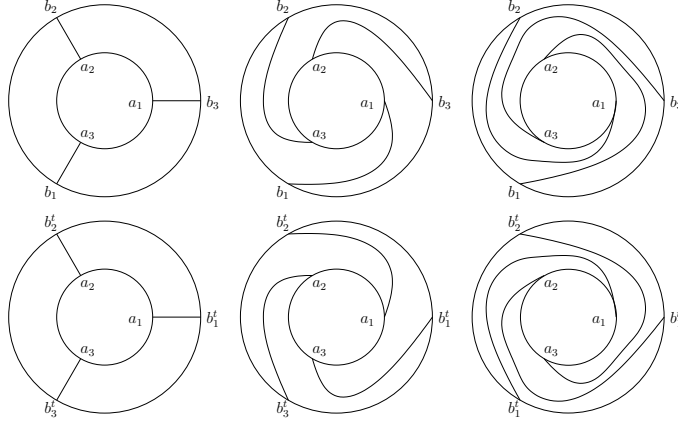 b₂ b₂ b₂
a₂ a₂ a₂
a₁ b₃ a₁ b₃ a₁
a₃ a₃ a₃
b₁ b₁ b₁
b₂ᵗ b₂ᵗ b₂ᵗ
a₂ a₂ a₂
a₁ b₁ᵗ a₁ b₁ᵗ a₁
a₃ a₃ a₃
b₃ᵗ b₃ᵗ b₁ᵗ